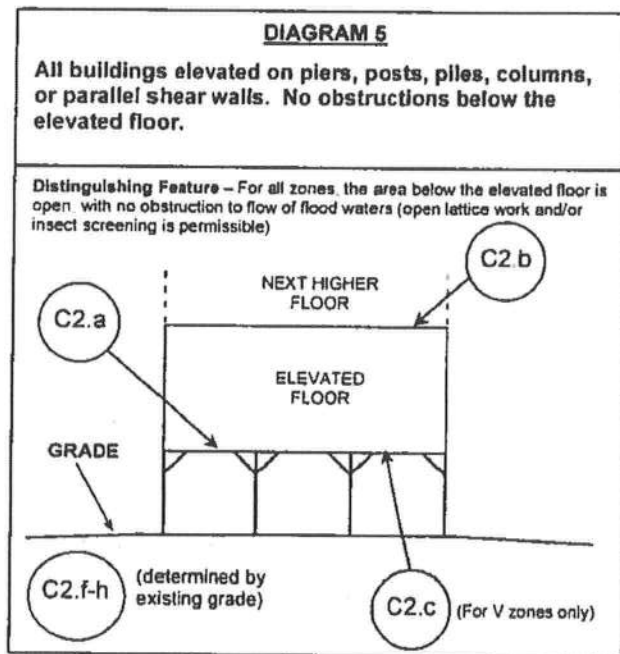 DIAGRAM 5
All buildings elevated on piers, posts, piles, columns,
or parallel shear walls. No obstructions below the
elevated floor.
Distinguishing Feature – For all zones, the area below the elevated floor is
open, with no obstruction to flow of flood waters (open lattice work and/or
insect screening is permissible)
C2.b
NEXT HIGHER
FLOOR
C2.a
ELEVATED
FLOOR
GRADE
C2.f-h
(determined by
existing grade)
C2.c
(For V zones only)